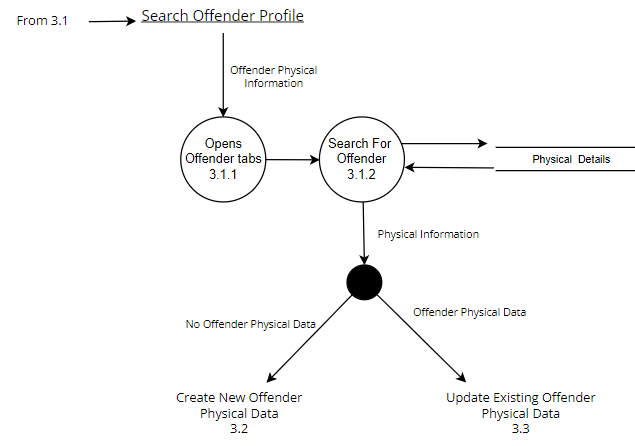 From 3.1
Search Offender Profile
Offender Physical
Information
Opens
Offender tabs
3.1.1
Search For
Offender
3.1.2
Physical Details
Physical Information
No Offender Physical Data
Offender Physical Data
Create New Offender
Physical Data
3.2
Update Existing Offender
Physical Data
3.3